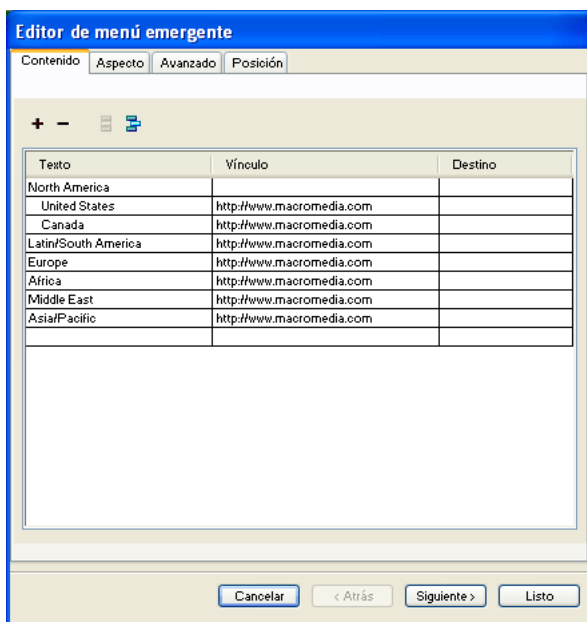 Editor de menú emergente
Contenido Aspecto Avanzado Posición
Texto Vínculo Destino
North America
United States http://www.macromedia.com
Canada http://www.macromedia.com
Latin/South America http://www.macromedia.com
Europe http://www.macromedia.com
Africa http://www.macromedia.com
Middle East http://www.macromedia.com
Asia/Pacific http://www.macromedia.com
Cancelar < Atrás Siguiente > Listo